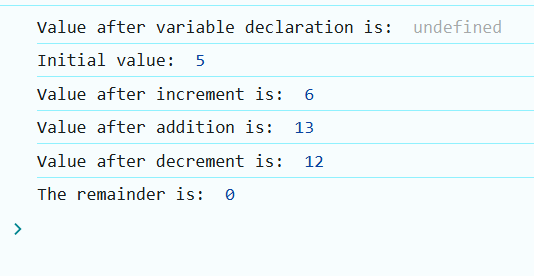 Value after variable declaration is: undefined
Initial value: 5
Value after increment is: 6
Value after addition is: 13
Value after decrement is: 12
The remainder is: 0